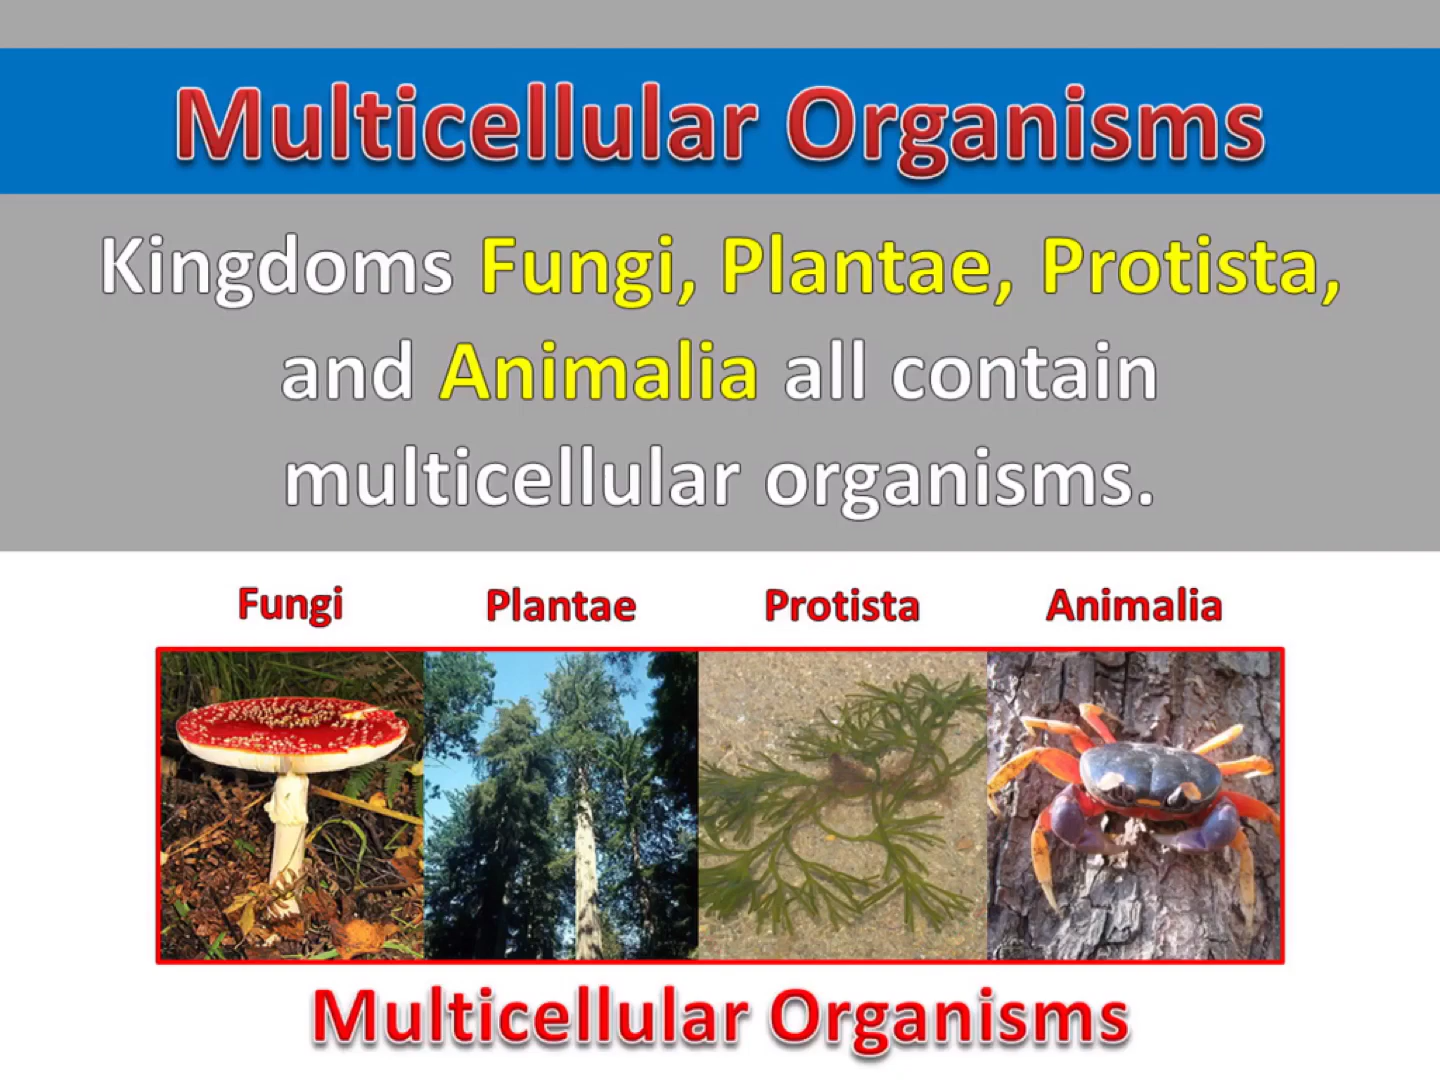 Multicellular Organisms
Kingdoms Fungi, Plantae, Protista,
and Animalia all contain
multicellular organisms.
Fungi Plantae Protista Animalia
Multicellular Organisms